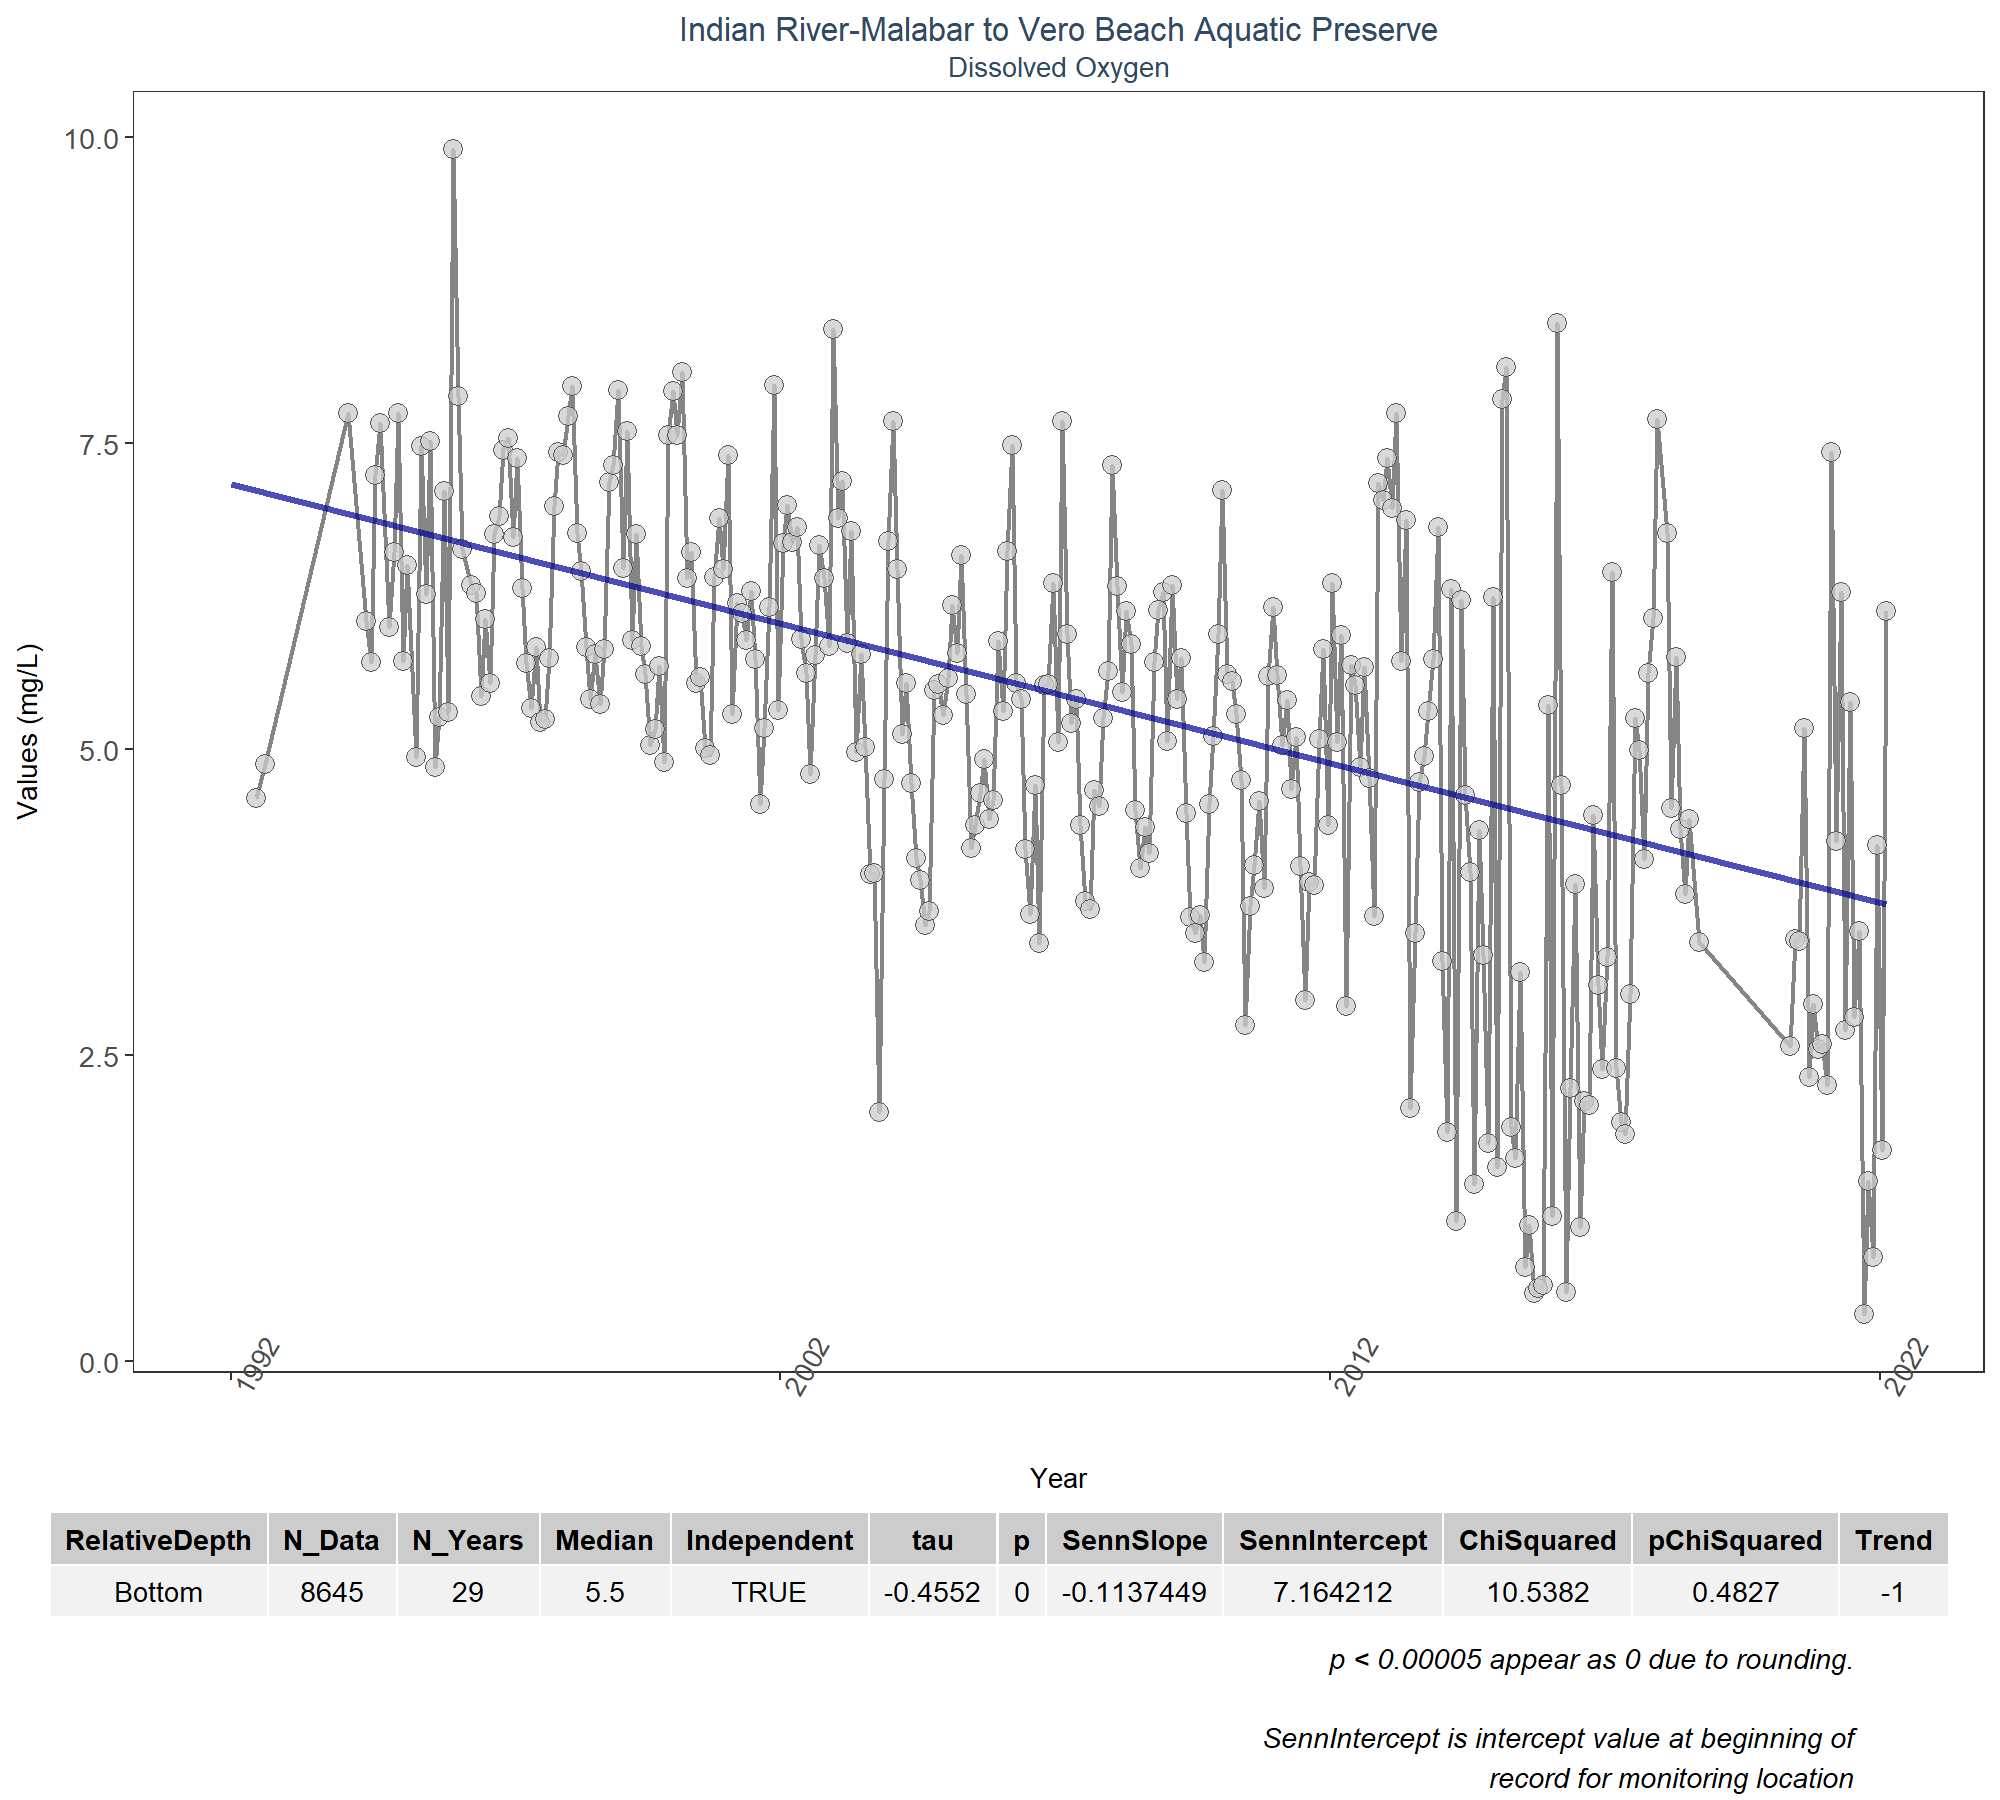 Indian River-Malabar to Vero Beach Aquatic Preserve
Dissolved Oxygen
10.0
7.5
5.0
2.5
0.0
Values (mg/L)
1992
2002
2012
2022
Year
RelativeDepth N_Data N_Years Median Independent tau p SennSlope SennIntercept ChiSquared pChiSquared Trend
Bottom 8645 29 5.5 TRUE -0.4552 0 -0.1137449 7.164212 10.5382 0.4827 -1
p < 0.00005 appear as 0 due to rounding.
SennIntercept is intercept value at beginning of
record for monitoring location